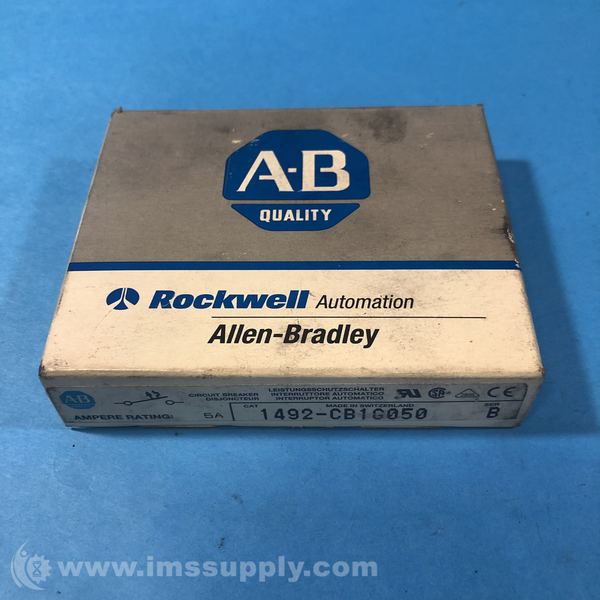 A-B
QUALITY
Rockwell Automation
Allen-Bradley
AB
CIRCUIT BREAKER
DISJONCTEUR
LEISTUNGSSCHUTZSCHALTER
INTERRUTTORE AUTOMATICO
INTERRUPTOR AUTOMATICO
AMPERE RATING: 5A
CAT
MADE IN SWITZERLAND
1492-CB1G050
SER
B
www.imssupply.com